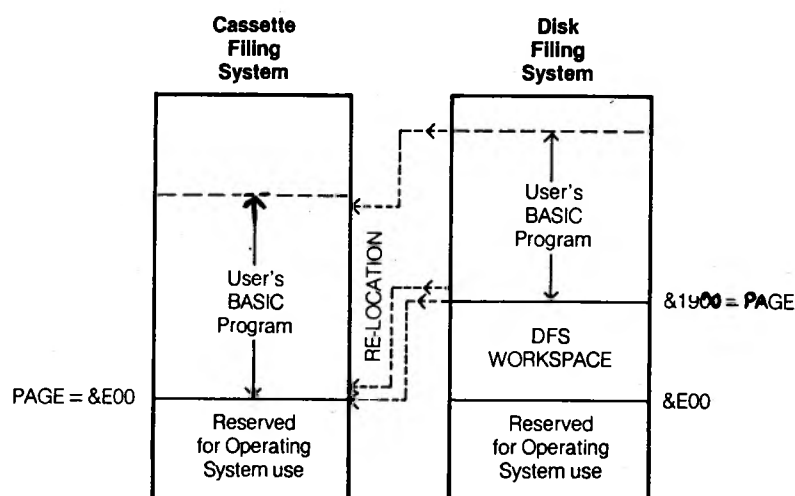 Cassette
Filing
System
Disk
Filing
System
User's
BASIC
Program
User's
BASIC
Program
RE-LOCATION
&1900 = PAGE
DFS
WORKSPACE
PAGE = &E00
&E00
Reserved
for Operating
System use
Reserved
for Operating
System use